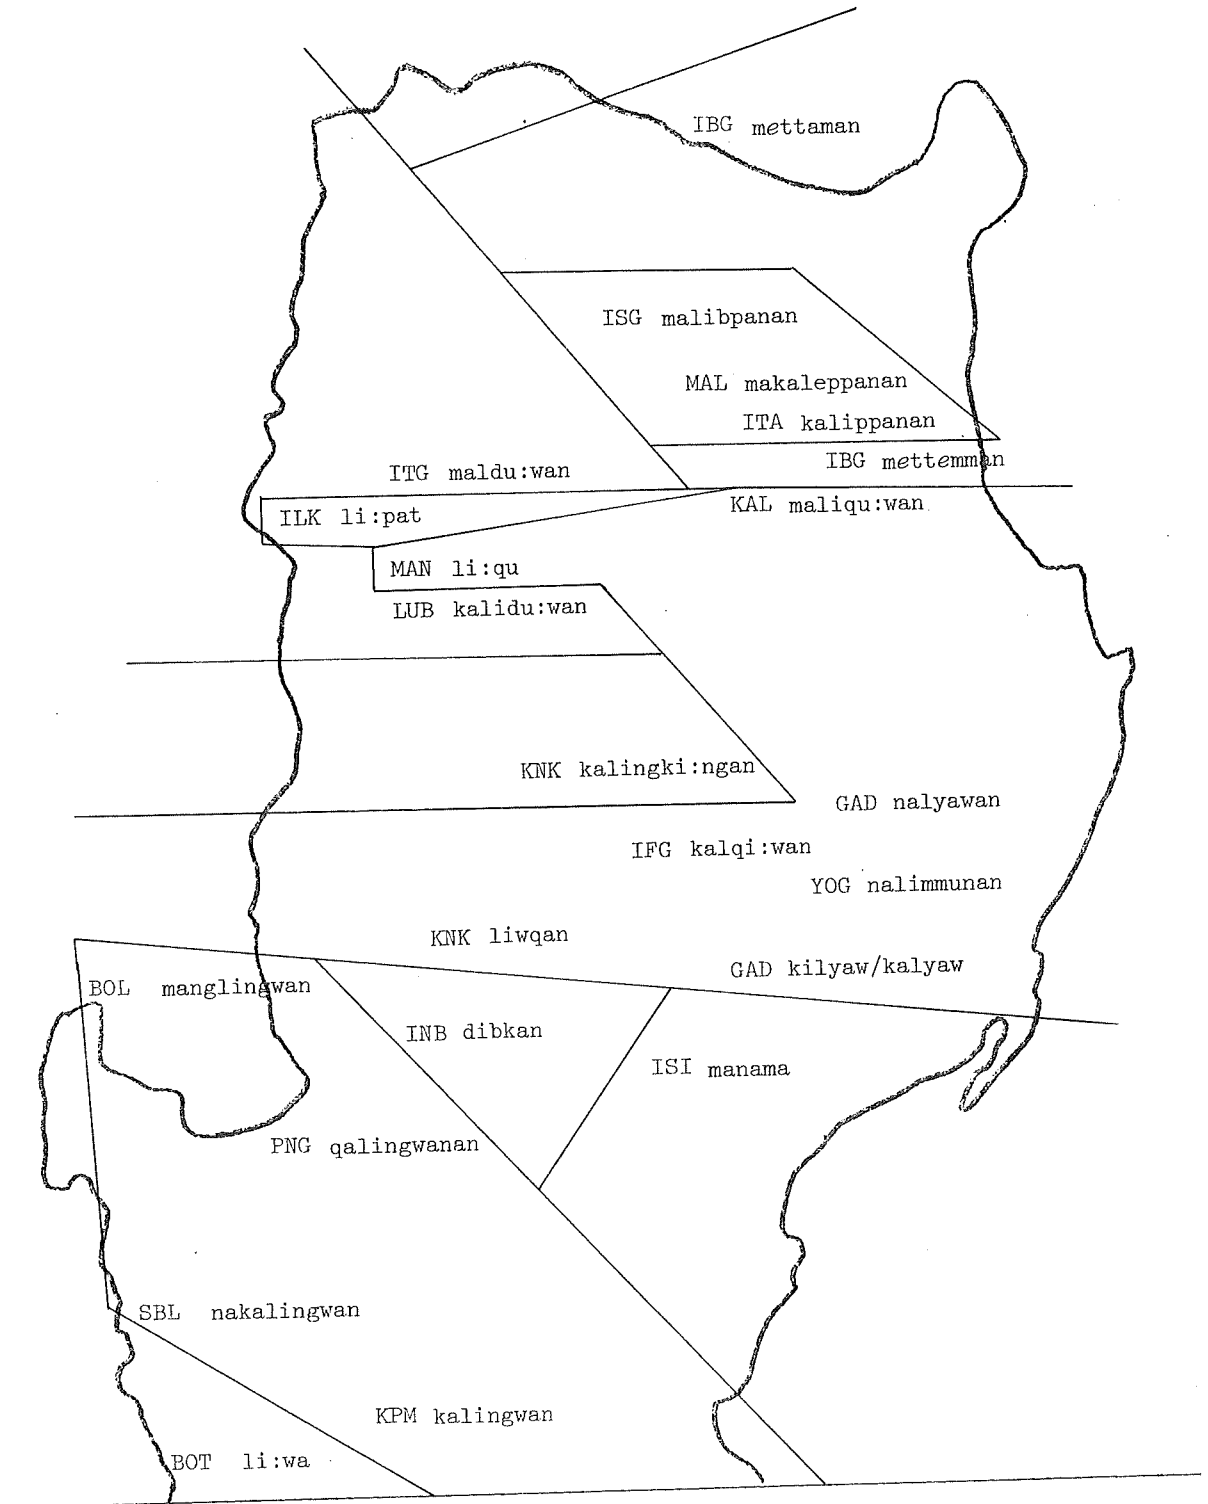 IBG mettaman
ISG malibpanan
MAL makaleppanan
ITA kalippanan
IBG mettemman
ITG maldu:wan
KAL maliqu:wan
ILK li:pat
MAN li:qu
LUB kalidu:wan
KNK kalingki:ngan
GAD nalyawan
IFG kalqi:wan
YOG nalimmunan
KNK liwqan
GAD kilyaw/kalyaw
BOL manglingwan
INB dibkan
ISI manama
PNG qalingwanan
SBL nakalingwan
KPM kalingwan
BOT li:wa